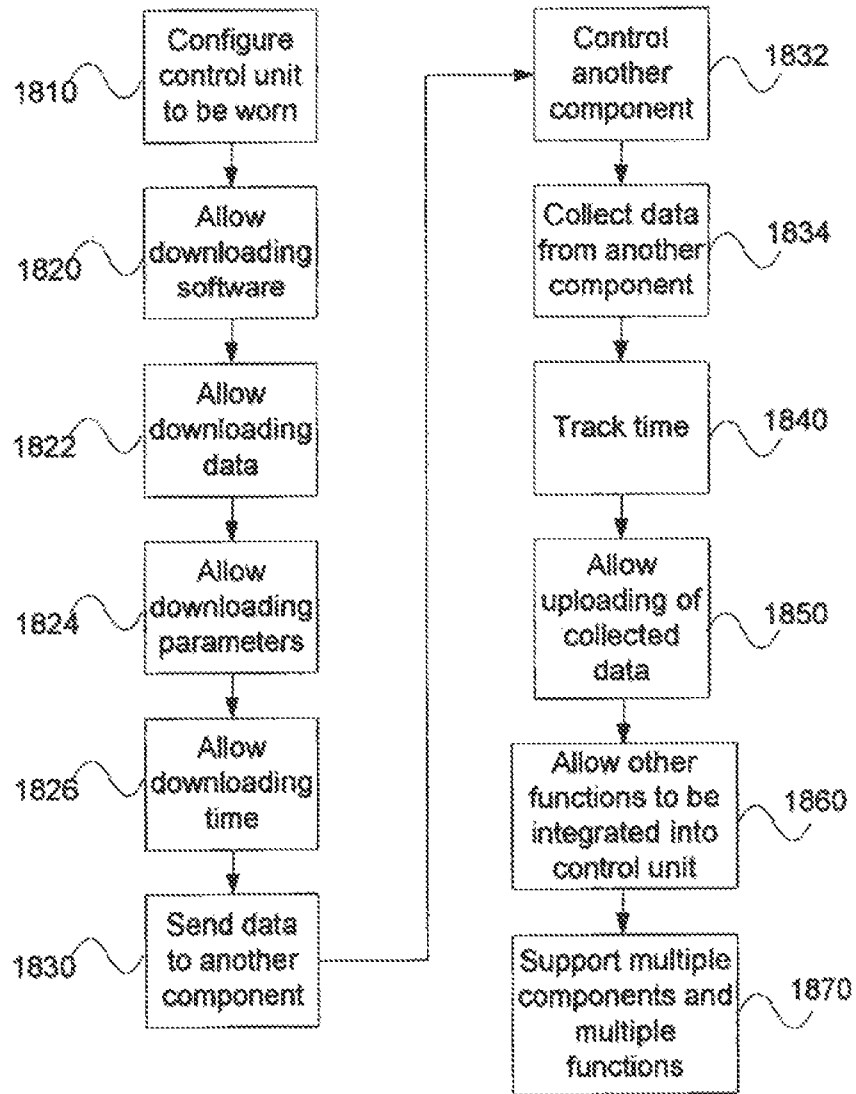 1810
Configure
control unit
to be worn
1820
Allow
downloading
software
1822
Allow
downloading
data
1824
Allow
downloading
parameters
1826
Allow
downloading
time
1830
Send data
to another
component
Control
another
component
1832
Collect data
from another
component
1834
Track time
1840
Allow
uploading of
collected
data
1850
Allow other
functions to be
integrated into
control unit
1860
Support multiple
components and
multiple
functions
1870